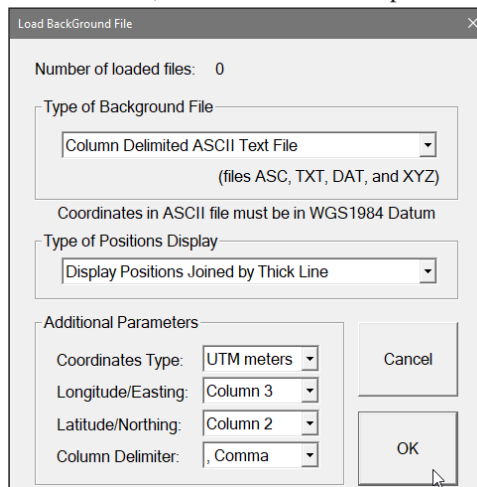 Load BackGround File
Number of loaded files: 0
Type of Background File
Column Delimited ASCII Text File
(files ASC, TXT, DAT, and XYZ)
Coordinates in ASCII file must be in WGS1984 Datum
Type of Positions Display
Display Positions Joined by Thick Line
Additional Parameters
Coordinates Type: UTM meters
Longitude/Easting: Column 3
Latitude/Northing: Column 2
Column Delimiter: , Comma
Cancel
OK